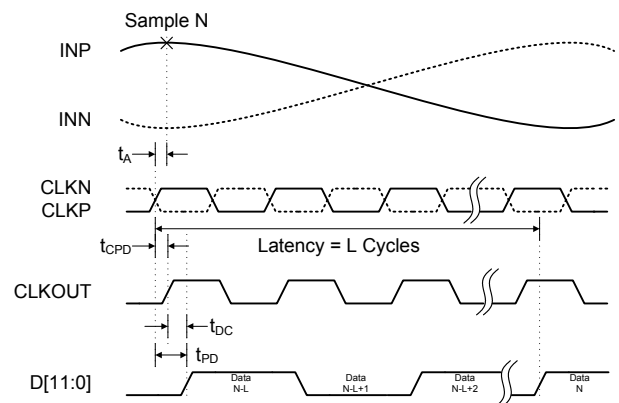 Sample N
INP
INN
tA
CLKN
CLKP
tCPD
Latency = L Cycles
CLKOUT
tDC
tPD
D[11:0]
Data
N-L
Data
N-L+1
Data
N-L+2
Data
N